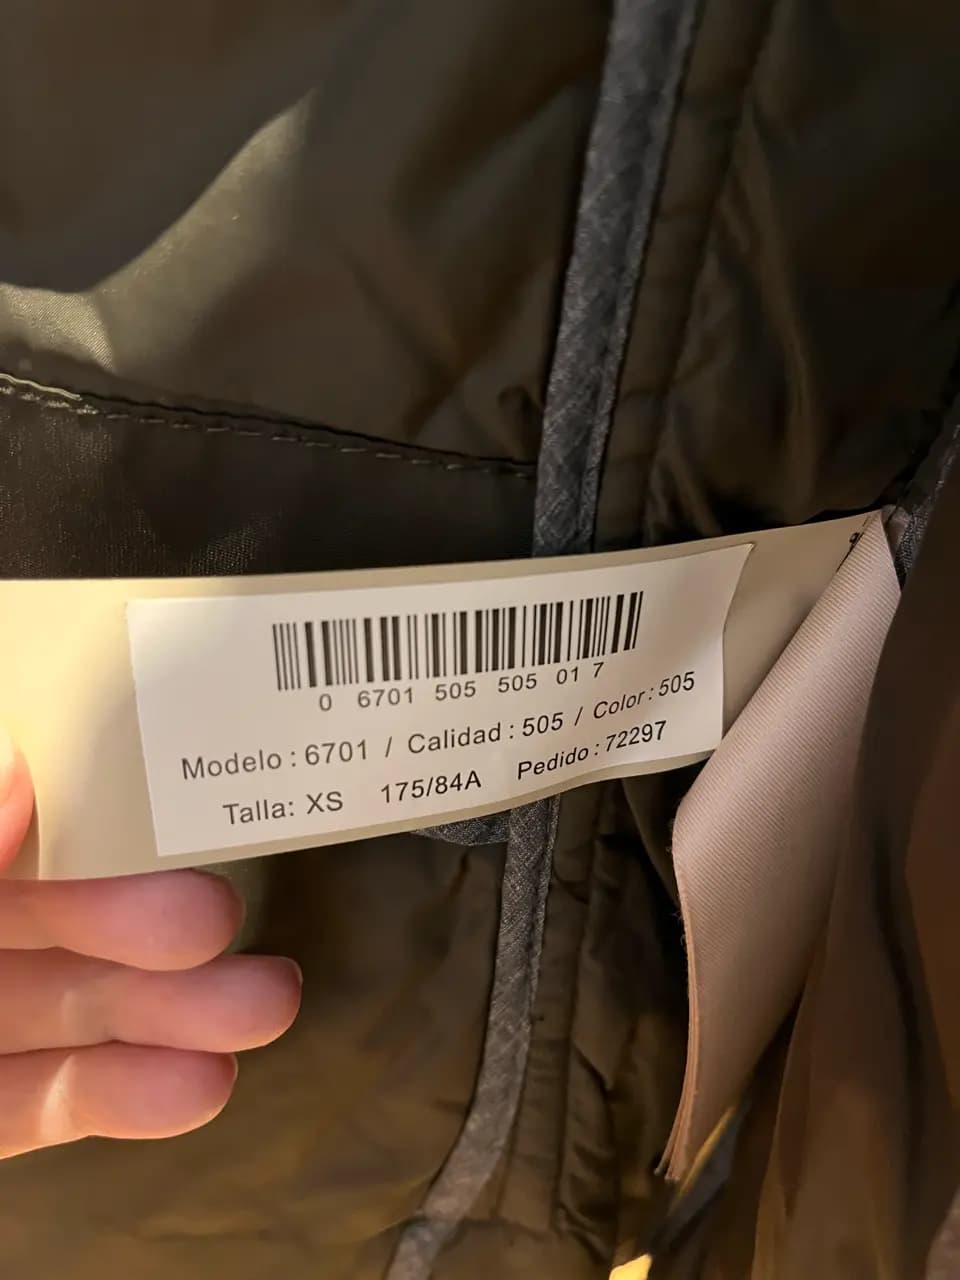 0 6701 505 505 01 7
Modelo : 6701 / Calidad : 505 / Color : 505
Talla: XS 175/84A Pedido : 72297